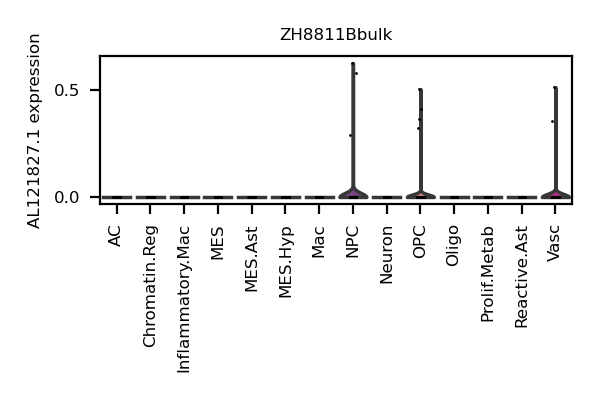 ZH8811Bbulk
AL121827.1 expression
0.5
0.0
AC
Chromatin.Reg
Inflammatory.Mac
MES
MES.Ast
MES.Hyp
Mac
NPC
Neuron
OPC
Oligo
Prolif.Metab
Reactive.Ast
Vasc